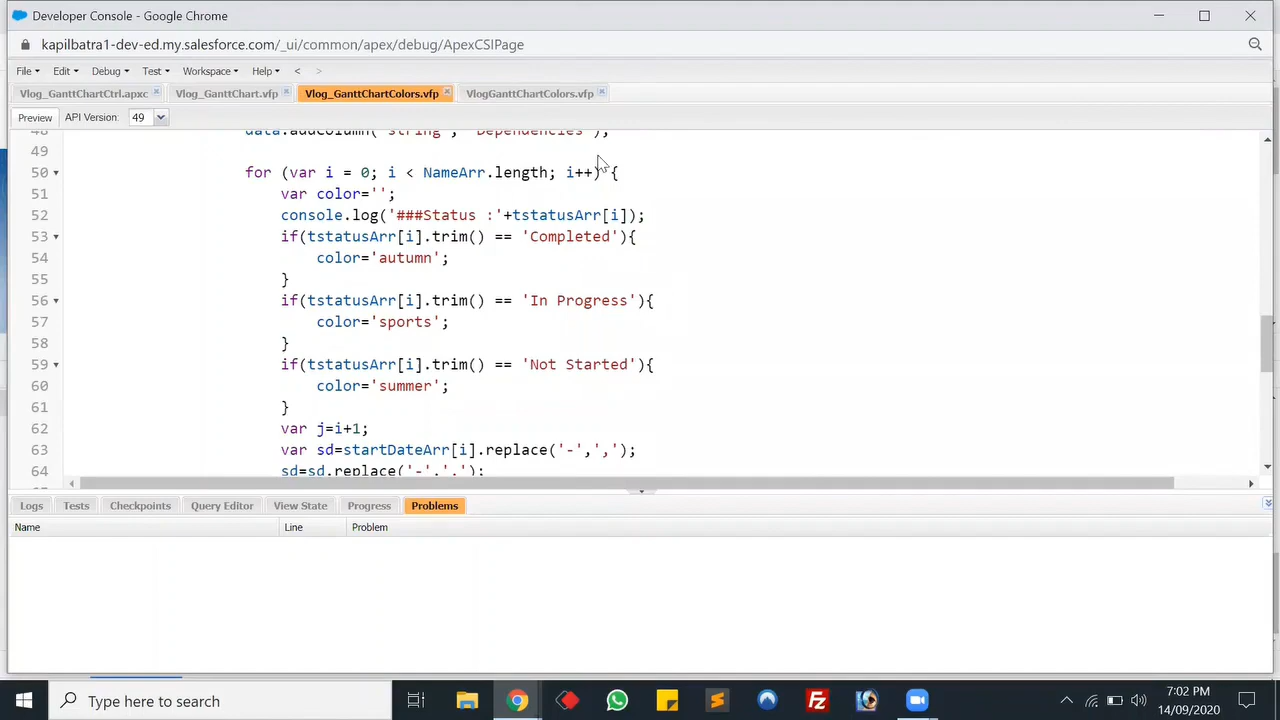 Developer Console - Google Chrome
kapilbatra1-dev-ed.my.salesforce.com/_ui/common/apex/debug/ApexCSIPage
File Edit Debug Test Workspace Help < >
Vlog_GanttChartCtrl.apxc Vlog_GanttChart.vfp Vlog_GanttChartColors.vfp VlogGanttChartColors.vfp
Preview API Version: 49
48 data.addColumn('string', 'Dependencies');
49
50 for (var i = 0; i < NameArr.length; i++) {
51 var color='';
52 console.log('###Status :'+tstatusArr[i]);
53 if(tstatusArr[i].trim() == 'Completed'){
54 color='autumn';
55 }
56 if(tstatusArr[i].trim() == 'In Progress'){
57 color='sports';
58 }
59 if(tstatusArr[i].trim() == 'Not Started'){
60 color='summer';
61 }
62 var j=i+1;
63 var sd=startDateArr[i].replace('-',',');
64 sd=sd.replace('-',',');
Logs Tests Checkpoints Query Editor View State Progress Problems
Name Line Problem
Type here to search
7:02 PM
14/09/2020